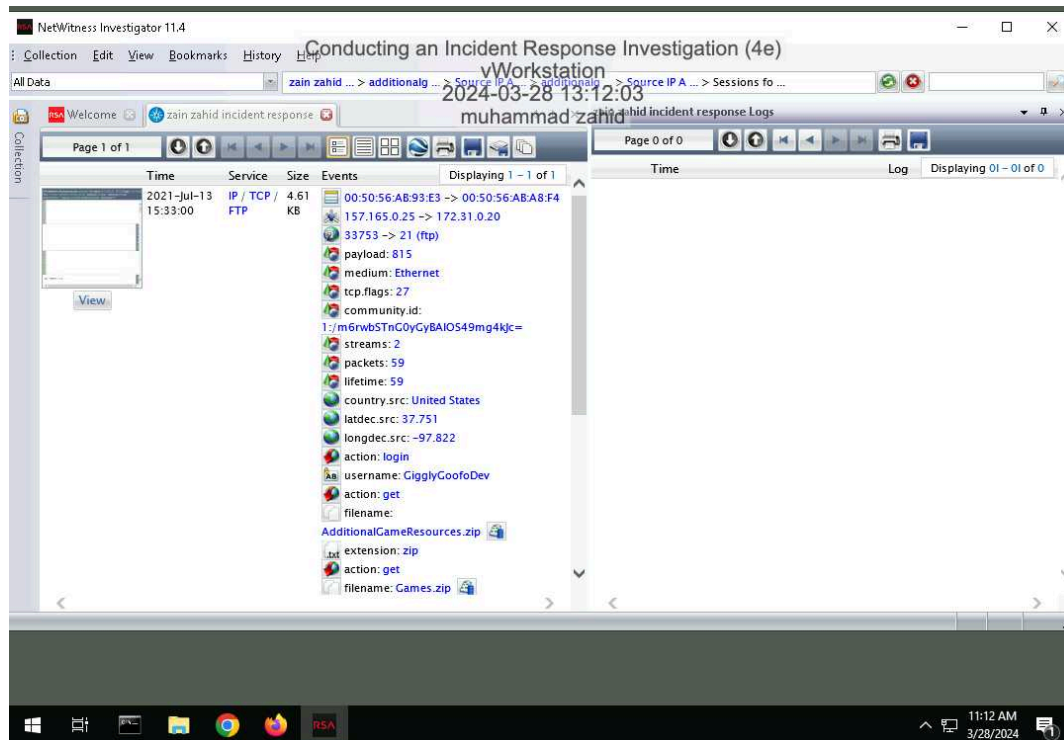 RSA NetWitness Investigator 11.4
Conducting an Incident Response Investigation (4e)
vWorkstation
2024-03-28 13:12:03
muhammad zahid
Collection Edit View Bookmarks History Help
All Data
zain zahid ... > additionalg ... > Source IP A ... > additionalg ... > Source IP A ... > Sessions fo ...
Collection
RSA Welcome
zain zahid incident response
zahid incident response Logs
Page 1 of 1
Page 0 of 0
Time Service Size Events Displaying 1 - 1 of 1
Time Log Displaying 0l - 0l of 0
2021-Jul-13 15:33:00
IP / TCP / FTP
4.61 KB
View
00:50:56:AB:93:E3 -> 00:50:56:AB:A8:F4
157.165.0.25 -> 172.31.0.20
33753 -> 21 (ftp)
payload: 815
medium: Ethernet
tcp.flags: 27
community.id:
1:/m6rwbSTnG0yGyBAIOS49mg4kJc=
streams: 2
packets: 59
lifetime: 59
country.src: United States
latdec.src: 37.751
longdec.src: -97.822
action: login
username: GigglyGoofoDev
action: get
filename:
AdditionalGameResources.zip
.txt extension: zip
action: get
filename: Games.zip
RSA
11:12 AM
3/28/2024